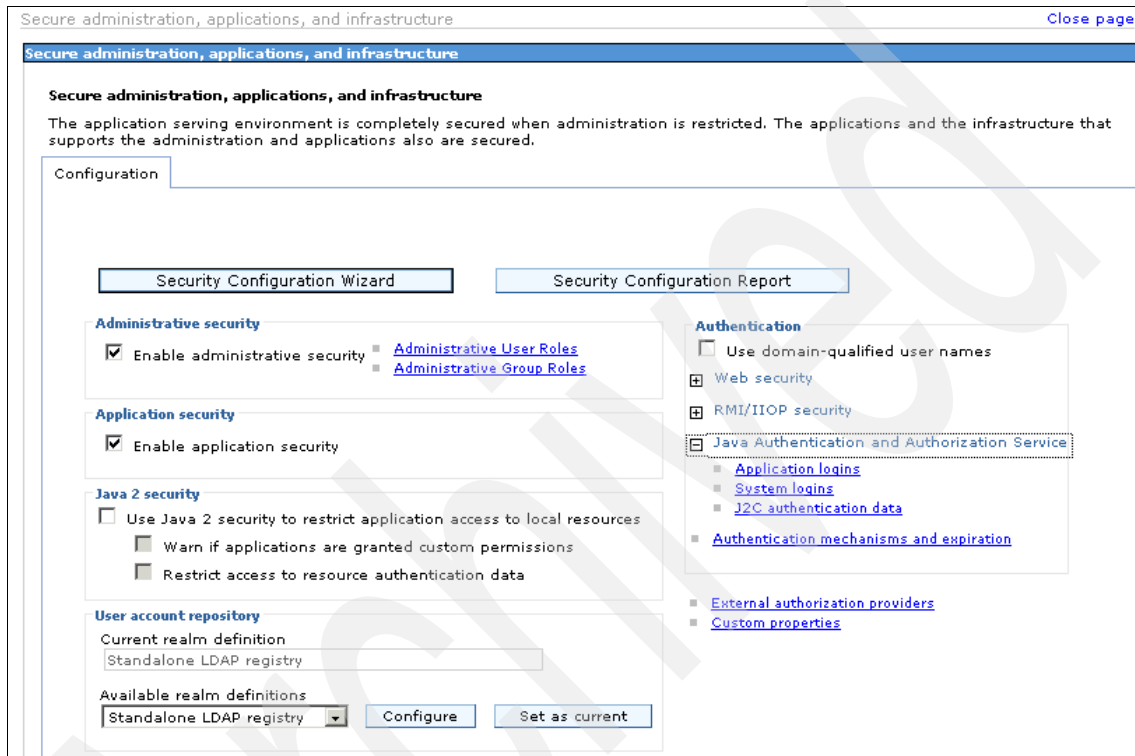 Secure administration, applications, and infrastructure
Close page
Secure administration, applications, and infrastructure
Secure administration, applications, and infrastructure
The application serving environment is completely secured when administration is restricted. The applications and the infrastructure that
supports the administration and applications also are secured.
Configuration
Security Configuration Wizard
Security Configuration Report
Administrative security
Enable administrative security
Administrative User Roles
Administrative Group Roles
Application security
Enable application security
Java 2 security
Use Java 2 security to restrict application access to local resources
Warn if applications are granted custom permissions
Restrict access to resource authentication data
User account repository
Current realm definition
Standalone LDAP registry
Available realm definitions
Standalone LDAP registry
Configure
Set as current
Authentication
Use domain-qualified user names
Web security
RMI/IIOP security
Java Authentication and Authorization Service
Application logins
System logins
J2C authentication data
Authentication mechanisms and expiration
External authorization providers
Custom properties